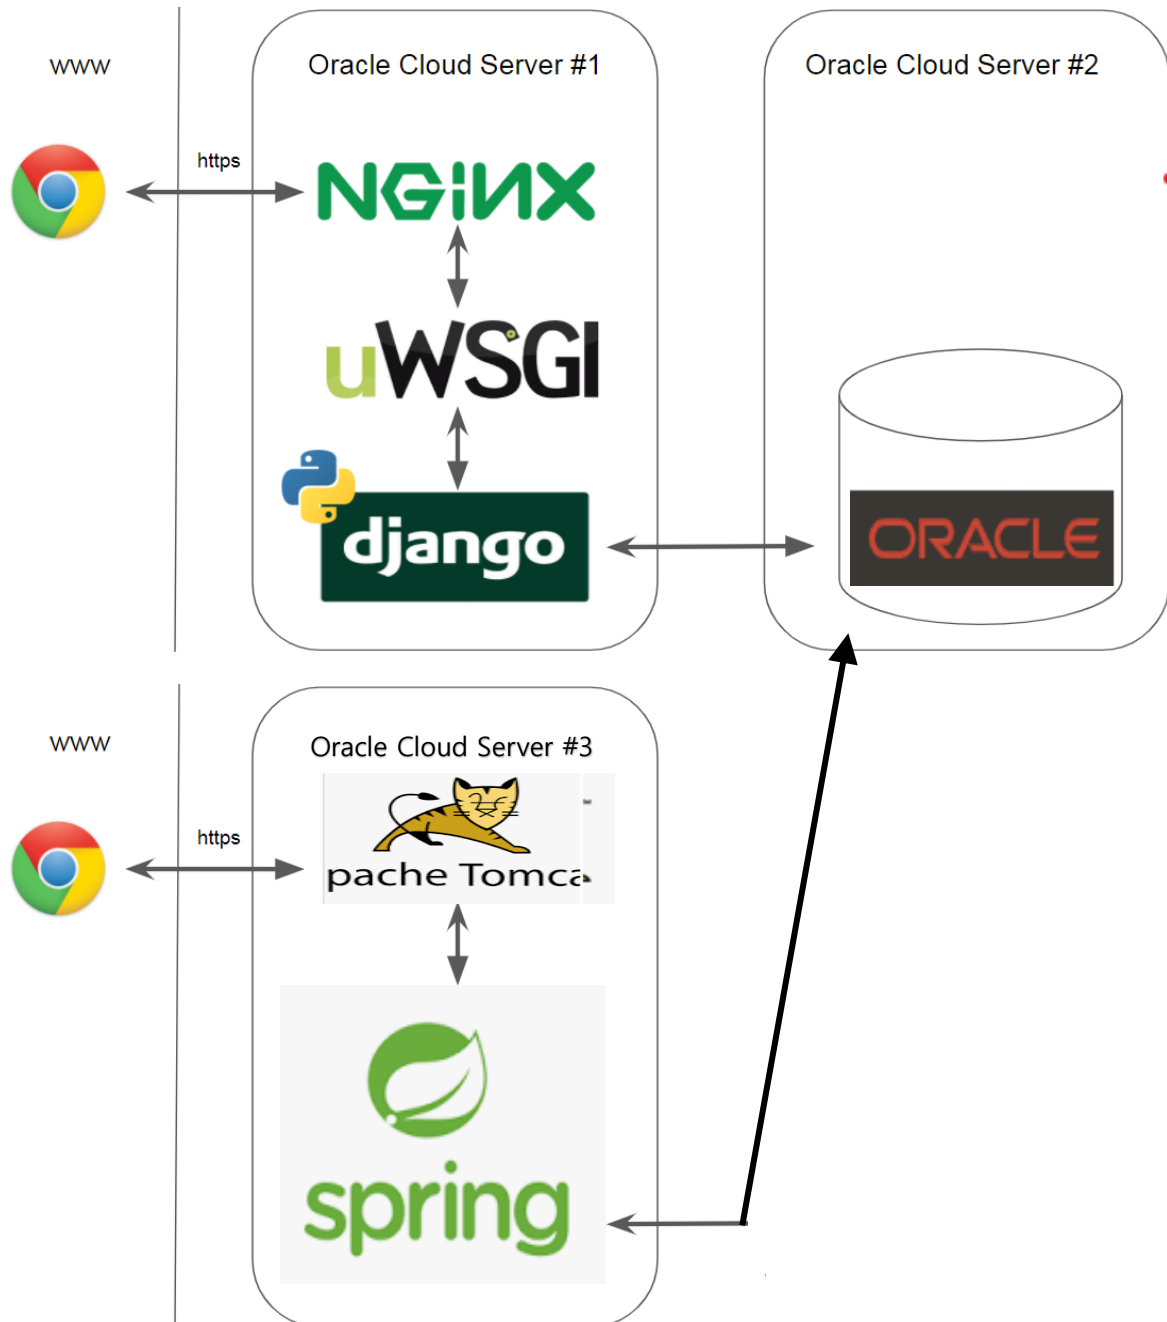 www
Oracle Cloud Server #1
Oracle Cloud Server #2
https
NGiNX
uWSGI
django
ORACLE
www
Oracle Cloud Server #3
https
pache Tomca
spring